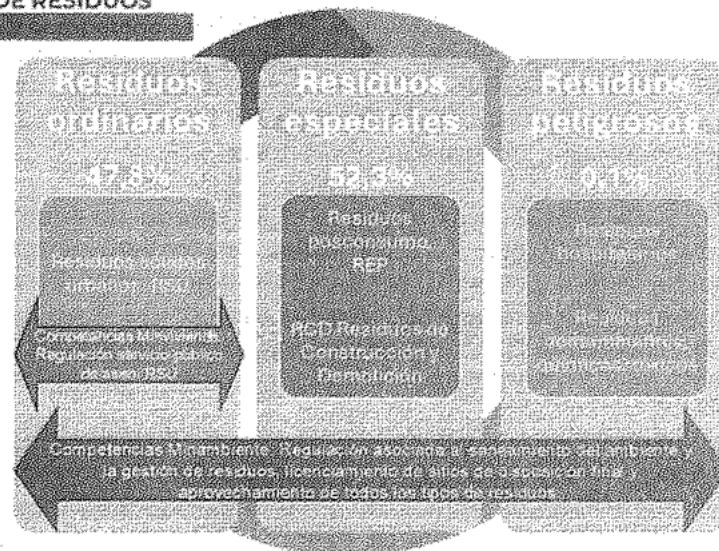 DE RESIDUOS
Residuos
ordinarios
47,8%
Residuos sólidos
urbanos RSU
Competencias Minvivienda
Regulación servicio público
de aseo RSU
Residuos
especiales
52,3%
Residuos
posconsumo
REP
RCD Residuos de
Construcción y
Demolición
Residuos
peligrosos
0,1%
Residuos
hospitalarios
Residuos
Competencias Minambiente Regulación asociada al saneamiento del ambiente y
la gestión de residuos, licenciamiento de sitios de disposición final y
aprovechamiento de todos los tipos de residuos